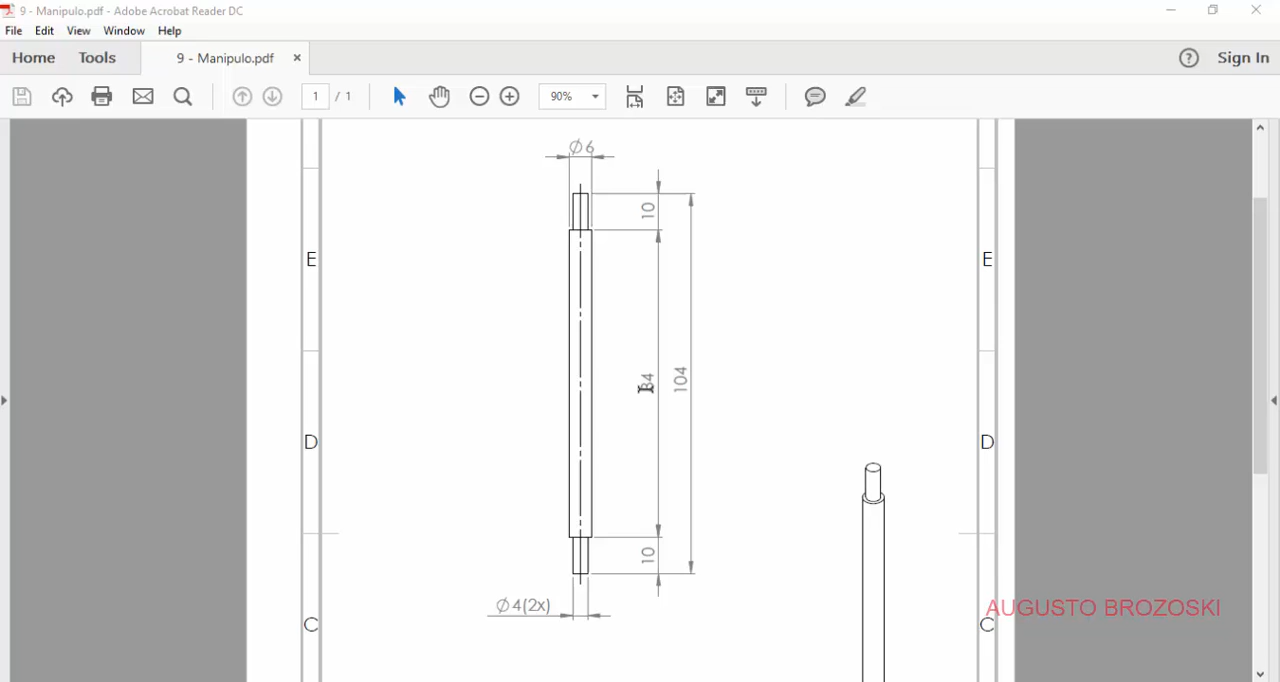 9 - Manipulo.pdf - Adobe Acrobat Reader DC
File Edit View Window Help
Home Tools 9 - Manipulo.pdf × ? Sign In
1 / 1 90%
Ø6
10
E E
84 104
D D
10
Ø4(2x)
AUGUSTO BROZOSKI
C C